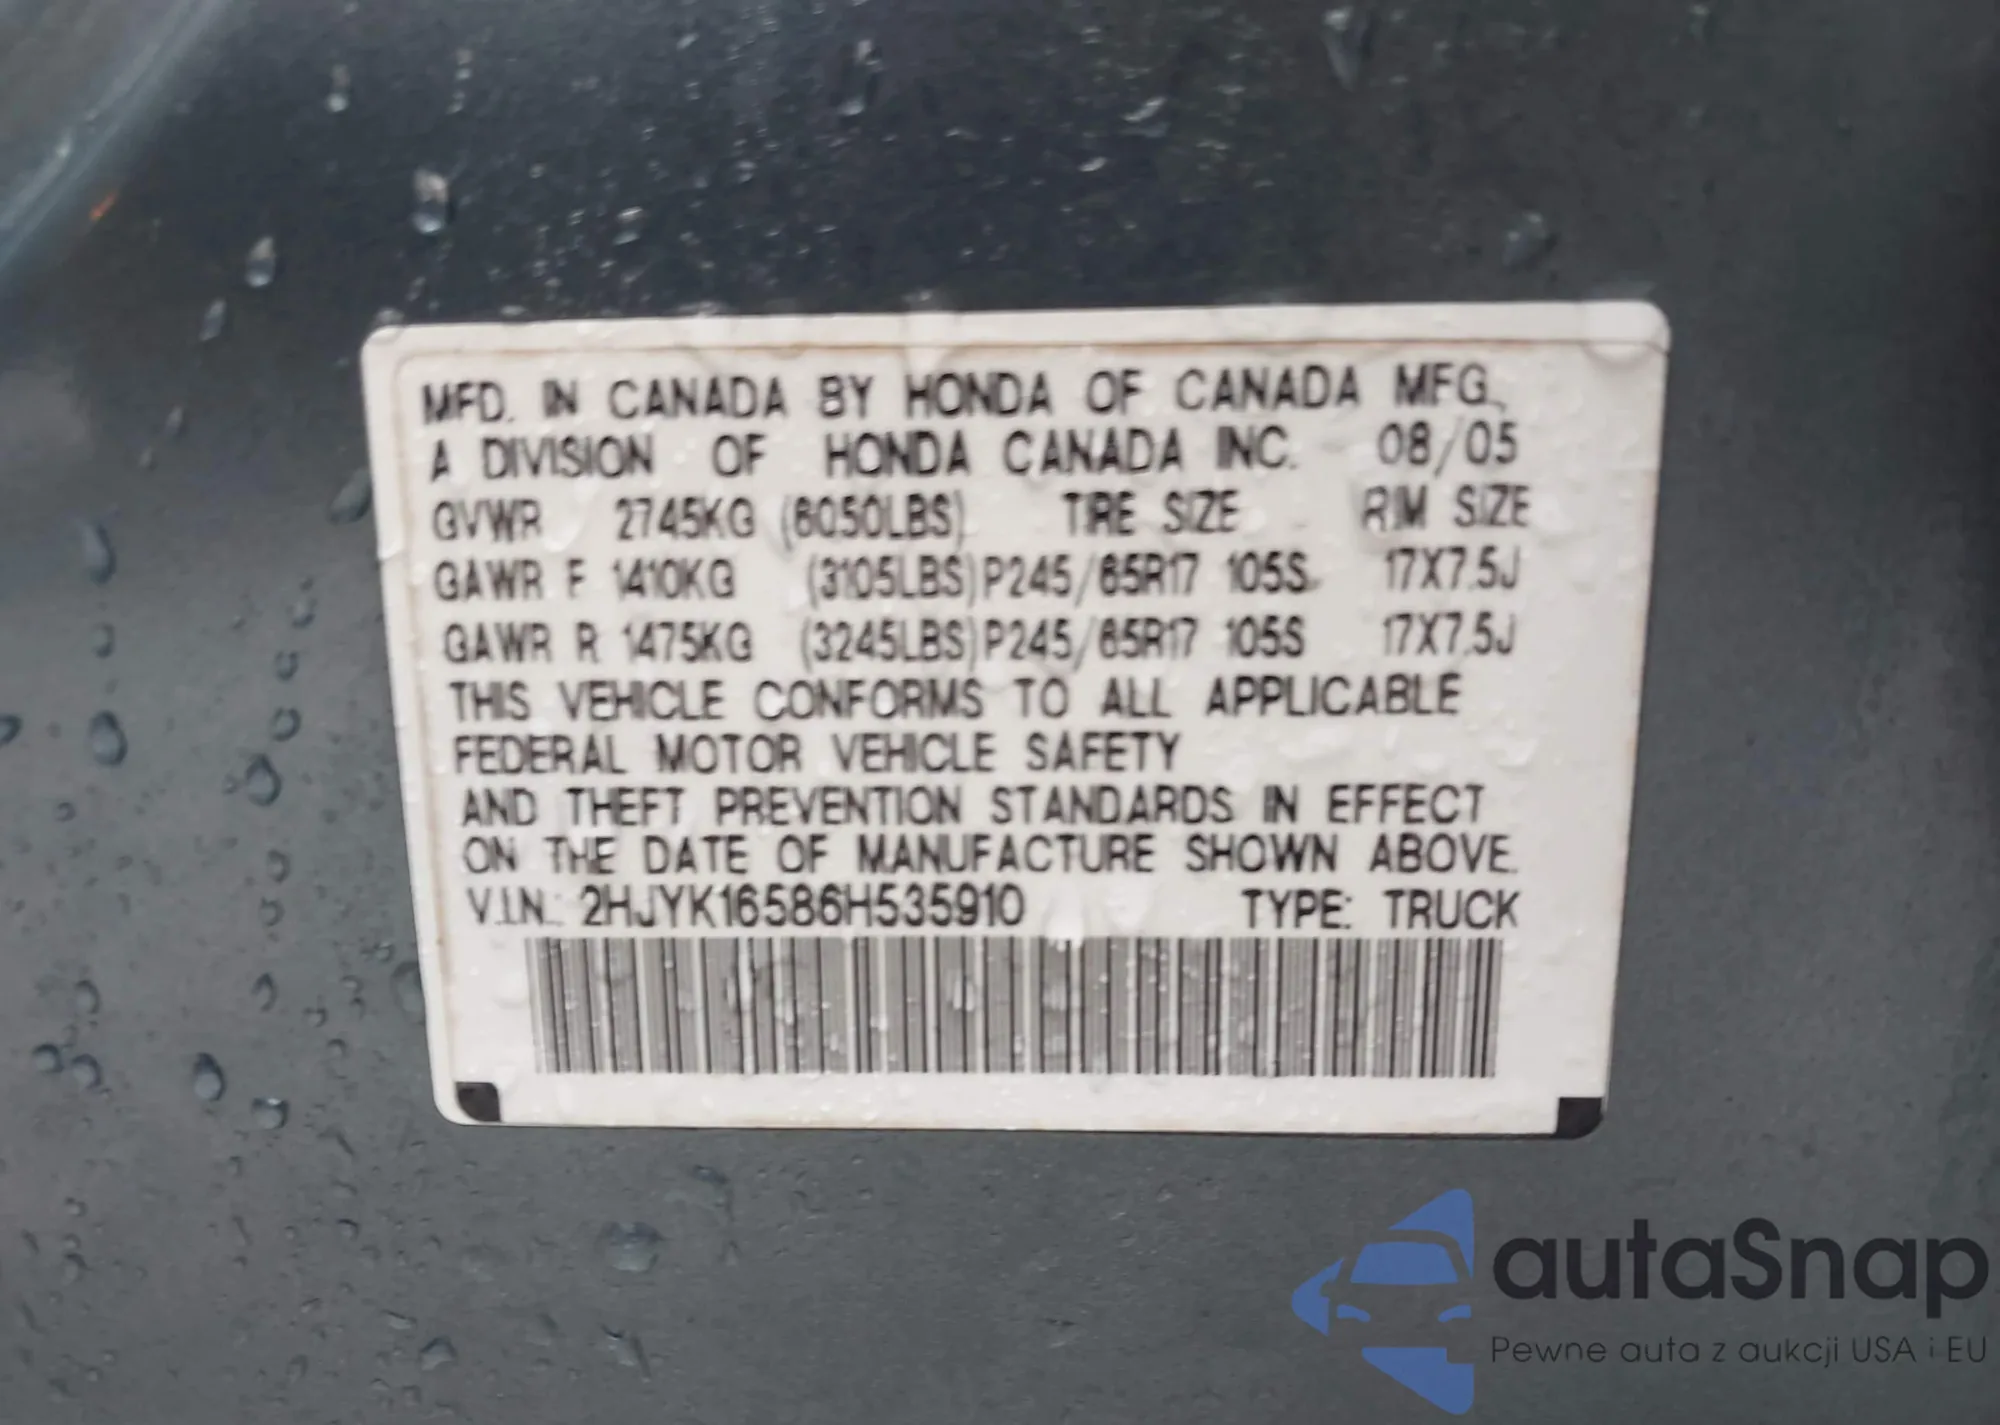 MFD. IN CANADA BY HONDA OF CANADA MFG.,
A DIVISION OF HONDA CANADA INC. 08/05
GVWR 2745KG (6050LBS) TIRE SIZE RIM SIZE
GAWR F 1410KG (3105LBS) P245/65R17 105S 17X7.5J
GAWR R 1475KG (3245LBS) P245/65R17 105S 17X7.5J
THIS VEHICLE CONFORMS TO ALL APPLICABLE
FEDERAL MOTOR VEHICLE SAFETY
AND THEFT PREVENTION STANDARDS IN EFFECT
ON THE DATE OF MANUFACTURE SHOWN ABOVE.
V.I.N.: 2HJYK16586H535910 TYPE: TRUCK
autaSnap
Pewne auta z aukcji USA i EU